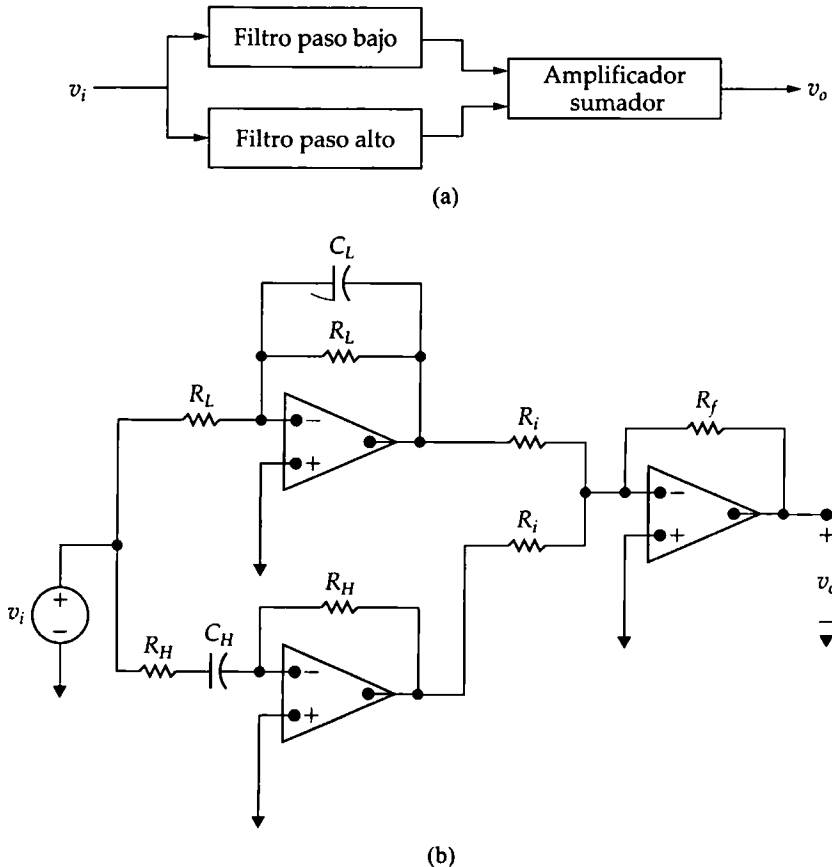 Filtro paso bajo
v_i
Filtro paso alto
Amplificador
sumador
v_o
(a)
C_L
R_L
R_L
−
+
R_i
R_f
−
+
R_i
+
v_o
−
v_i
+
−
R_H
C_H
R_H
−
+
(b)